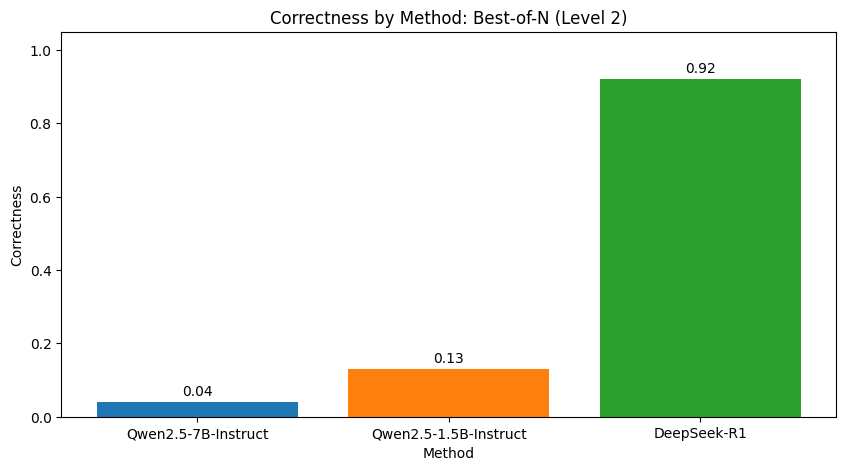 Correctness by Method: Best-of-N (Level 2)
Correctness
1.0
0.8
0.6
0.4
0.2
0.0
0.04
0.13
0.92
Qwen2.5-7B-Instruct
Qwen2.5-1.5B-Instruct
DeepSeek-R1
Method